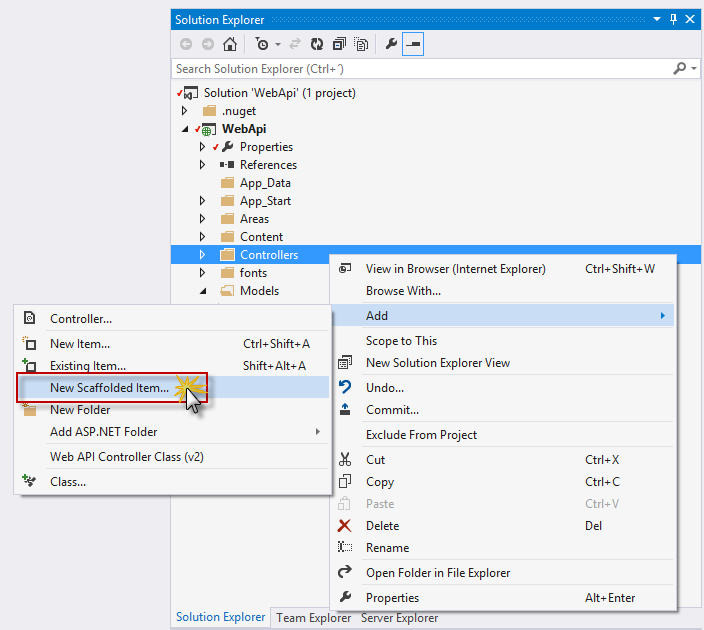 Solution Explorer
Search Solution Explorer (Ctrl+´)
Solution 'WebApi' (1 project)
.nuget
WebApi
Properties
References
App_Data
App_Start
Areas
Content
Controllers
fonts
Models
View in Browser (Internet Explorer) Ctrl+Shift+W
Browse With...
Add
Scope to This
New Solution Explorer View
Undo...
Commit...
Exclude From Project
Cut Ctrl+X
Copy Ctrl+C
Paste Ctrl+V
Delete Del
Rename
Open Folder in File Explorer
Properties Alt+Enter
Controller...
New Item... Ctrl+Shift+A
Existing Item... Shift+Alt+A
New Scaffolded Item...
New Folder
Add ASP.NET Folder
Web API Controller Class (v2)
Class...
Solution Explorer Team Explorer Server Explorer